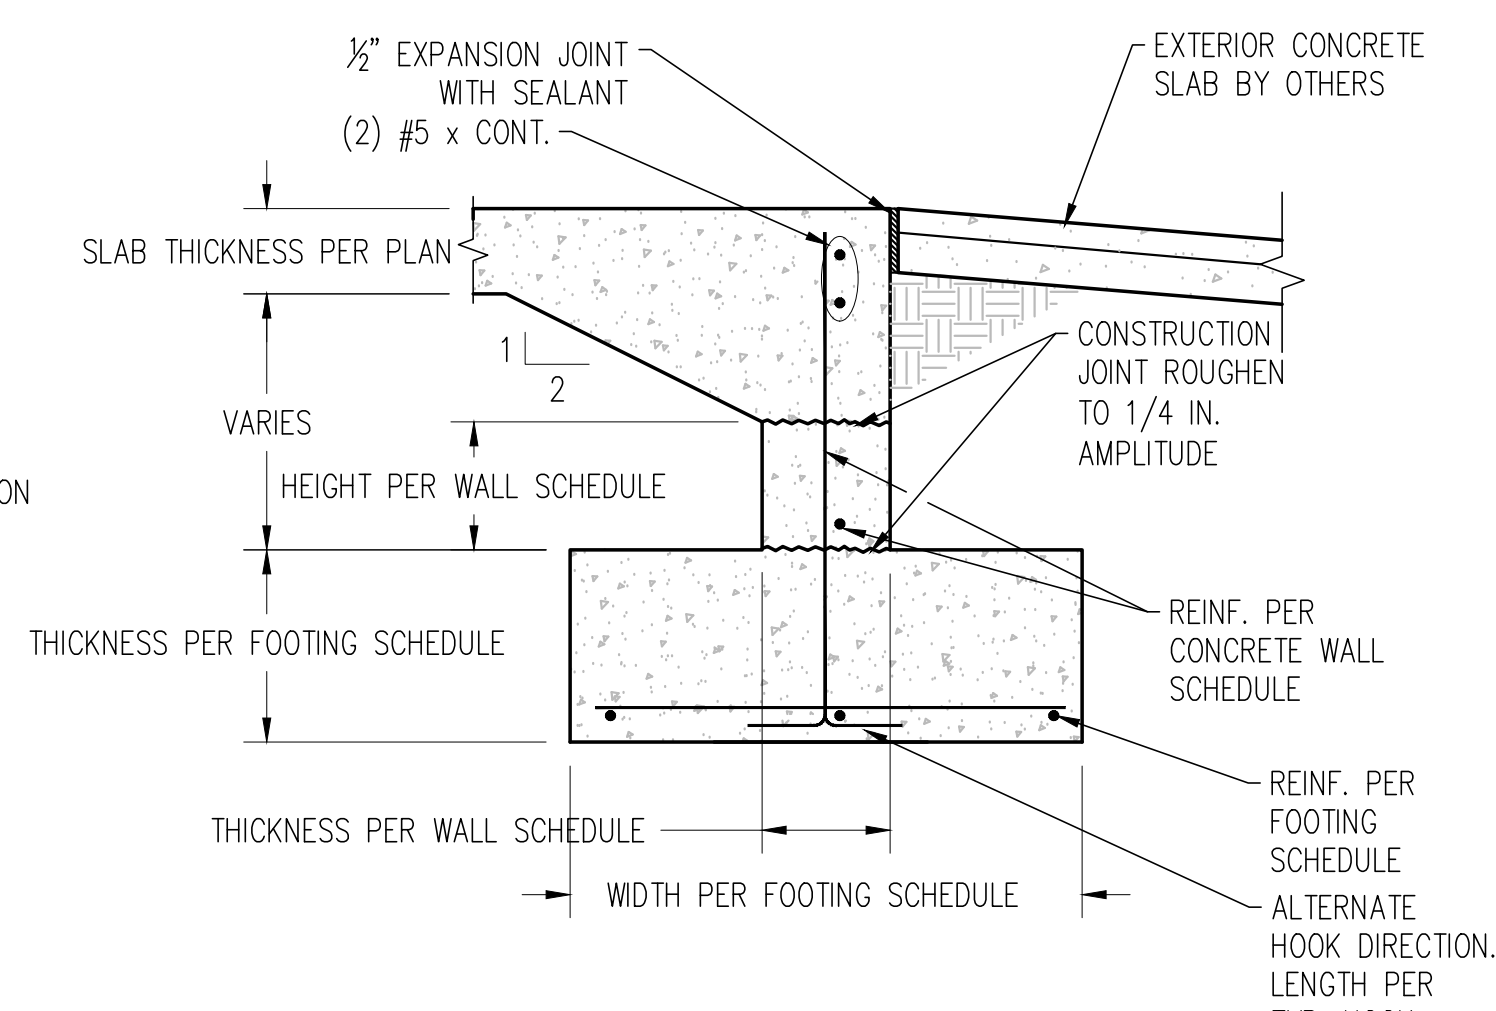 ½" EXPANSION JOINT
WITH SEALANT
(2) #5 x CONT.
EXTERIOR CONCRETE
SLAB BY OTHERS
SLAB THICKNESS PER PLAN
1
2
CONSTRUCTION
JOINT ROUGHEN
TO 1/4 IN.
AMPLITUDE
VARIES
HEIGHT PER WALL SCHEDULE
ON
THICKNESS PER FOOTING SCHEDULE
REINF. PER
CONCRETE WALL
SCHEDULE
REINF. PER
FOOTING
SCHEDULE
THICKNESS PER WALL SCHEDULE
WIDTH PER FOOTING SCHEDULE
ALTERNATE
HOOK DIRECTION.
LENGTH PER